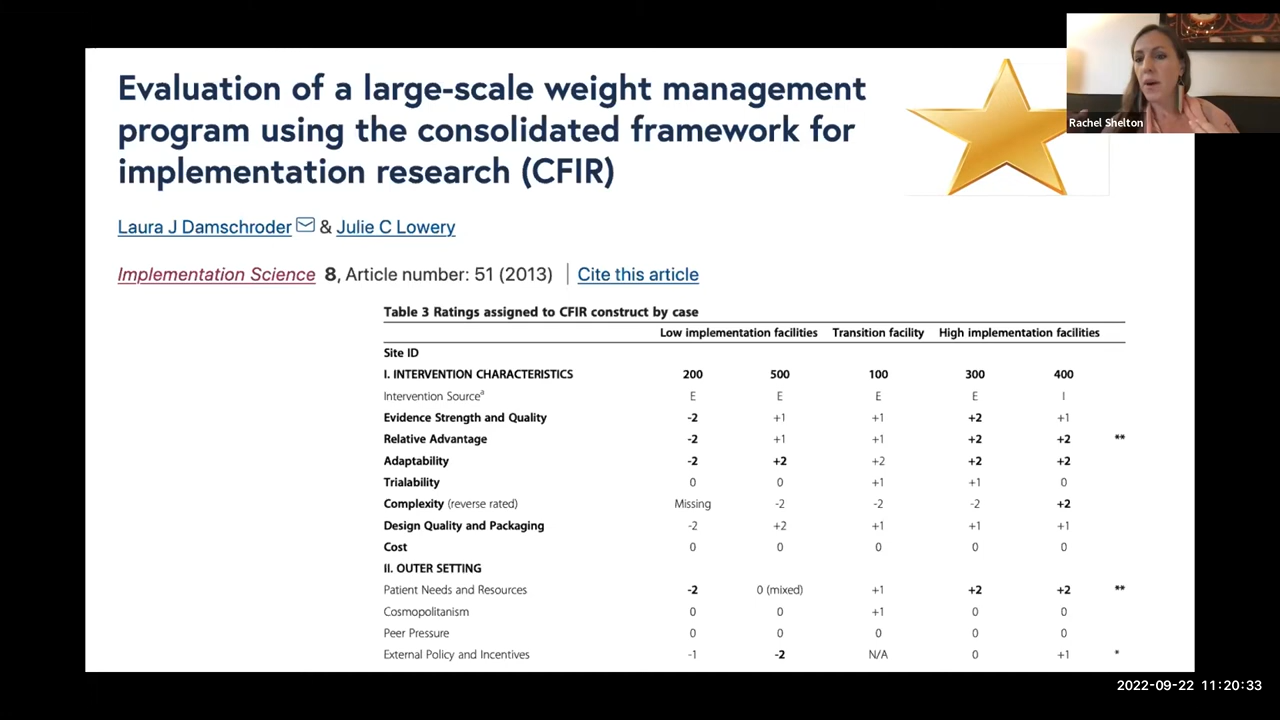 Evaluation of a large-scale weight management
program using the consolidated framework for
implementation research (CFIR)
Rachel Shelton
Laura J Damschroder & Julie C Lowery
Implementation Science 8, Article number: 51 (2013) Cite this article
Table 3 Ratings assigned to CFIR construct by case
Low implementation facilities Transition facility High implementation facilities
Site ID
I. INTERVENTION CHARACTERISTICS 200 500 100 300 400
Intervention Sourceª E E E E I
Evidence Strength and Quality -2 +1 +1 +2 +1
Relative Advantage -2 +1 +1 +2 +2 **
Adaptability -2 +2 +2 +2 +2
Trialability 0 0 +1 +1 0
Complexity (reverse rated) Missing -2 -2 -2 +2
Design Quality and Packaging -2 +2 +1 +1 +1
Cost 0 0 0 0 0
II. OUTER SETTING
Patient Needs and Resources -2 0 (mixed) +1 +2 +2 **
Cosmopolitanism 0 0 +1 0 0
Peer Pressure 0 0 0 0 0
External Policy and Incentives -1 -2 N/A 0 +1 *
2022-09-22 11:20:33